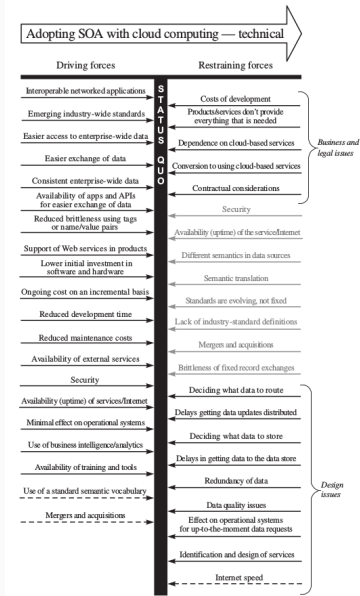 Adopting SOA with cloud computing — technical
Driving forces
Restraining forces
STATUS QUO
Interoperable networked applications
Emerging industry-wide standards
Easier access to enterprise-wide data
Easier exchange of data
Consistent enterprise-wide data
Availability of apps and APIs
for easier exchange of data
Reduced brittleness using tags
or name/value pairs
Support of Web services in products
Lower initial investment in
software and hardware
Ongoing cost on an incremental basis
Reduced development time
Reduced maintenance costs
Availability of external services
Security
Availability (uptime) of services/Internet
Minimal effect on operational systems
Use of business intelligence/analytics
Availability of training and tools
Use of a standard semantic vocabulary
Mergers and acquisitions
Costs of development
Products/services don't provide
everything that is needed
Dependence on cloud-based services
Conversion to using cloud-based services
Contractual considerations
Business and
legal issues
Security
Availability (uptime) of the service/Internet
Different semantics in data sources
Semantic translation
Standards are evolving, not fixed
Lack of industry-standard definitions
Mergers and acquisitions
Brittleness of fixed record exchanges
Deciding what data to route
Delays getting data updates distributed
Deciding what data to store
Delays in getting data to the data store
Redundancy of data
Data quality issues
Effect on operational systems
for up-to-the-moment data requests
Identification and design of services
Internet speed
Design
issues